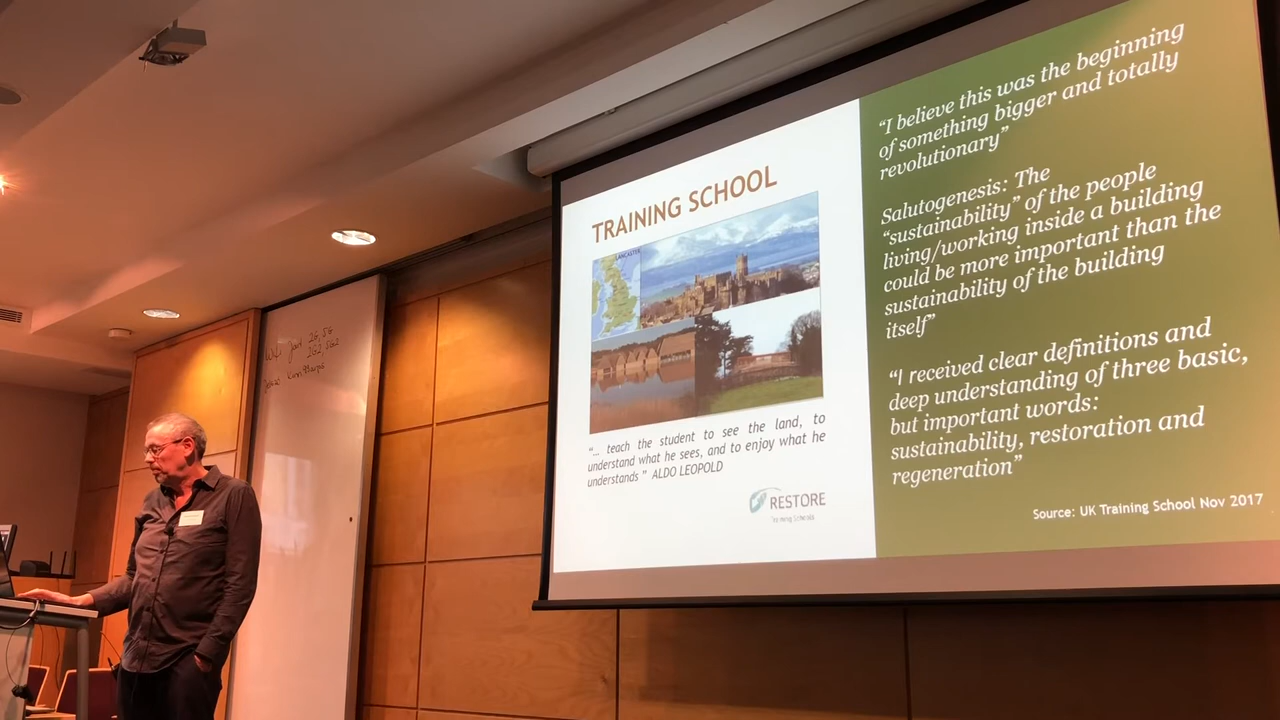 TRAINING SCHOOL
LANCASTER
"... teach the student to see the land, to
understand what he sees, and to enjoy what he
understands " ALDO LEOPOLD
RESTORE
Training Schools
"I believe this was the beginning
of something bigger and totally
revolutionary"
Salutogenesis: The
"sustainability" of the people
living/working inside a building
could be more important than the
sustainability of the building
itself"
"I received clear definitions and
deep understanding of three basic,
but important words:
sustainability, restoration and
regeneration"
Source: UK Training School Nov 2017